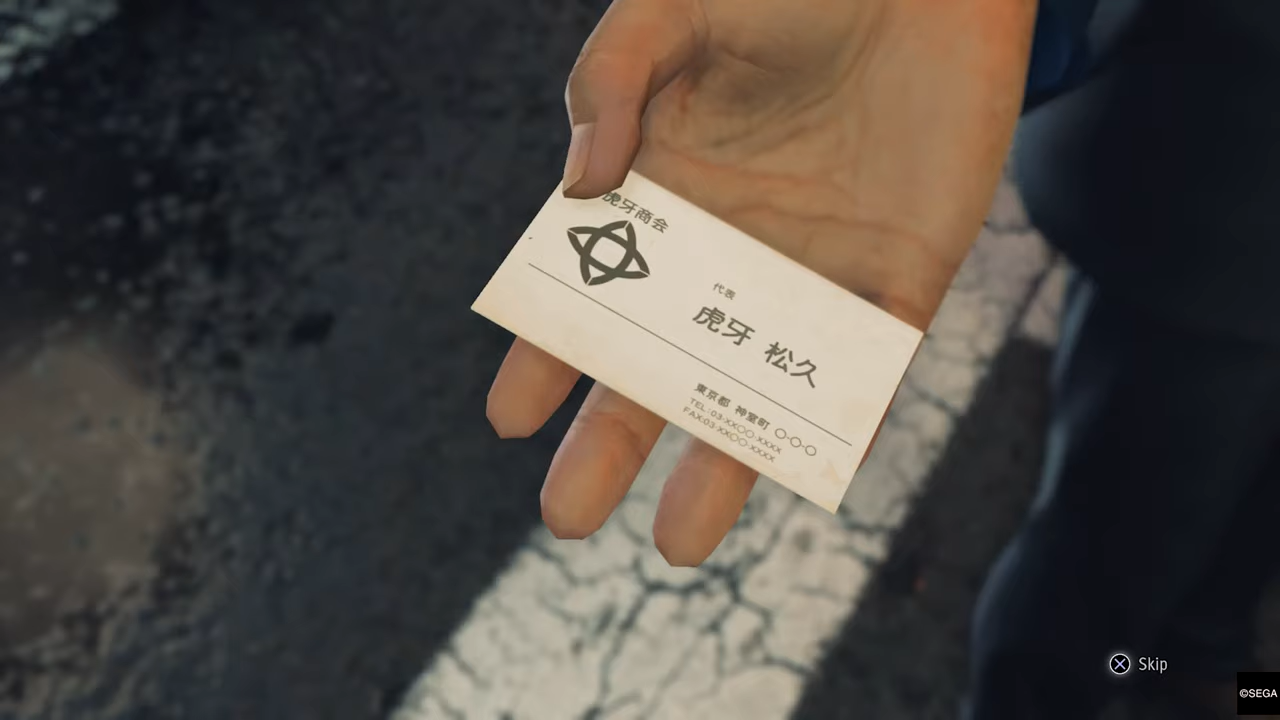 虎牙商会
代表
虎牙 松久
東京都 神室町 ○-○-○
TEL:03-XX○○-XXXX
FAX:03-XX○○-XXXX
Skip
©SEGA